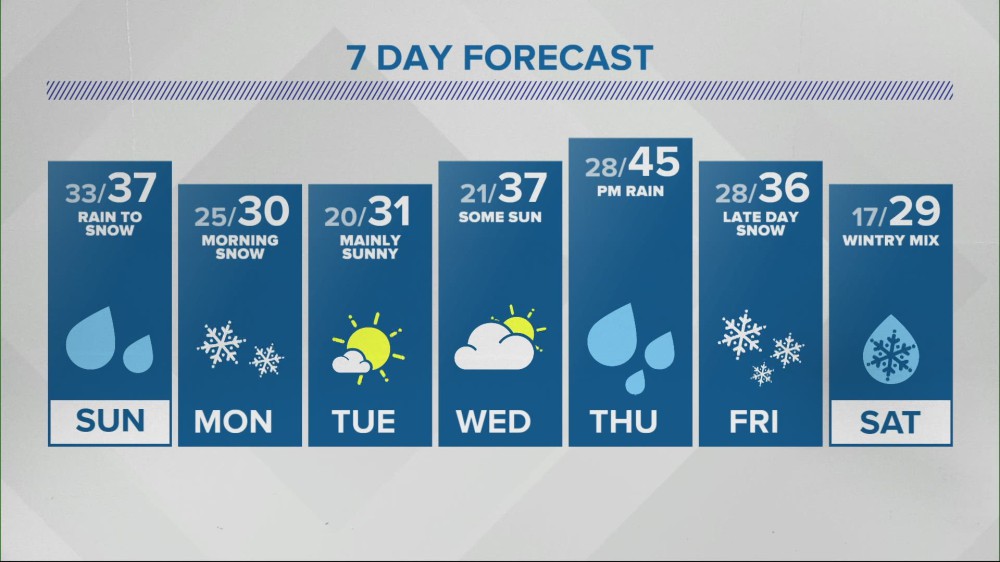 7 DAY FORECAST
33/37
RAIN TO
SNOW
SUN
25/30
MORNING
SNOW
MON
20/31
MAINLY
SUNNY
TUE
21/37
SOME SUN
WED
28/45
PM RAIN
THU
28/36
LATE DAY
SNOW
FRI
17/29
WINTRY MIX
SAT